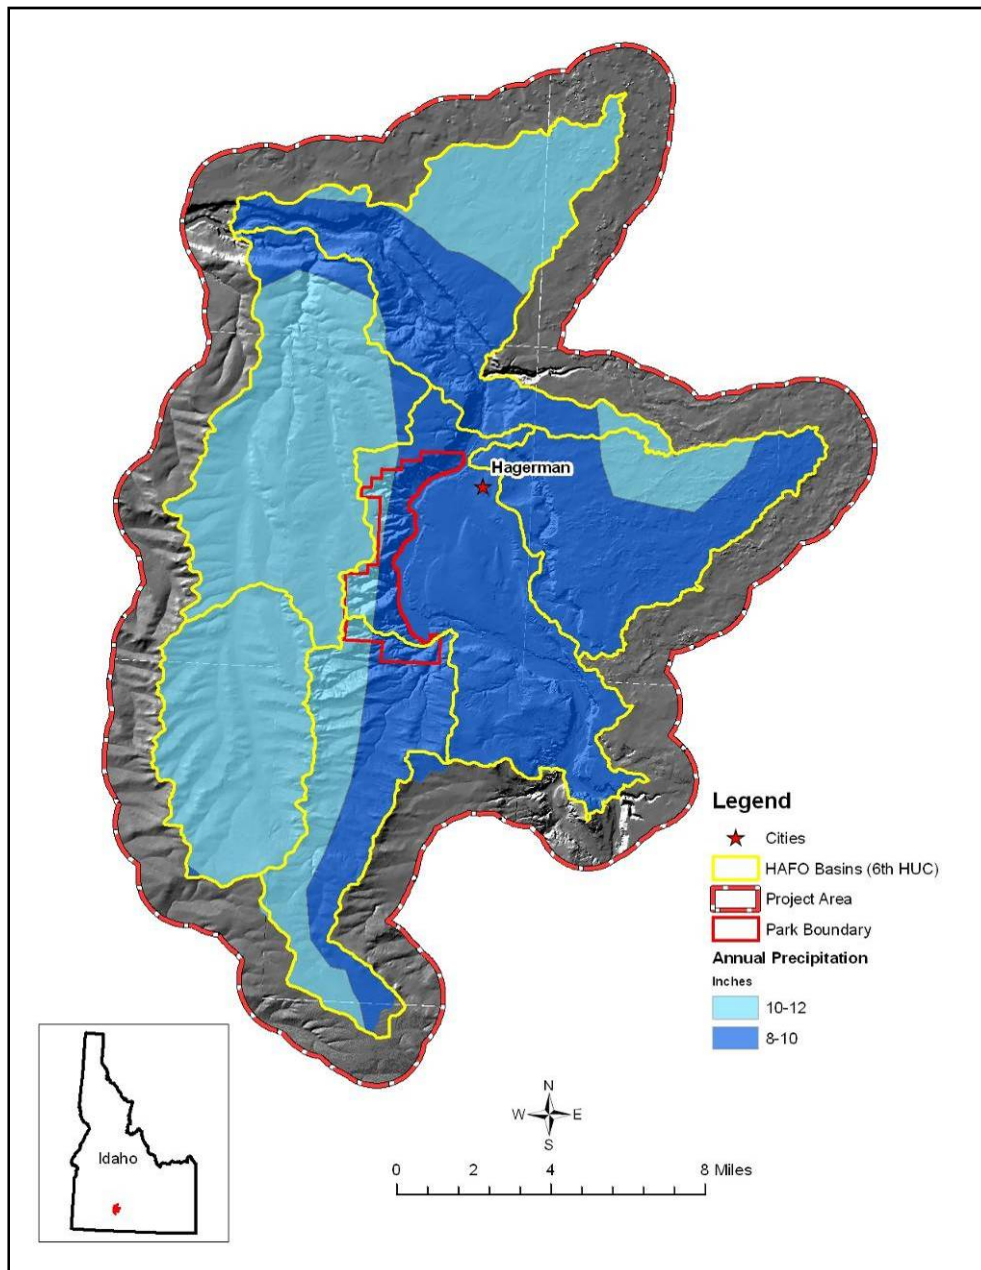 Hagerman
Legend
Cities
HAFO Basins (6th HUC)
Project Area
Park Boundary
Annual Precipitation
Inches
10-12
8-10
Idaho
N
W E
S
0 2 4 8 Miles